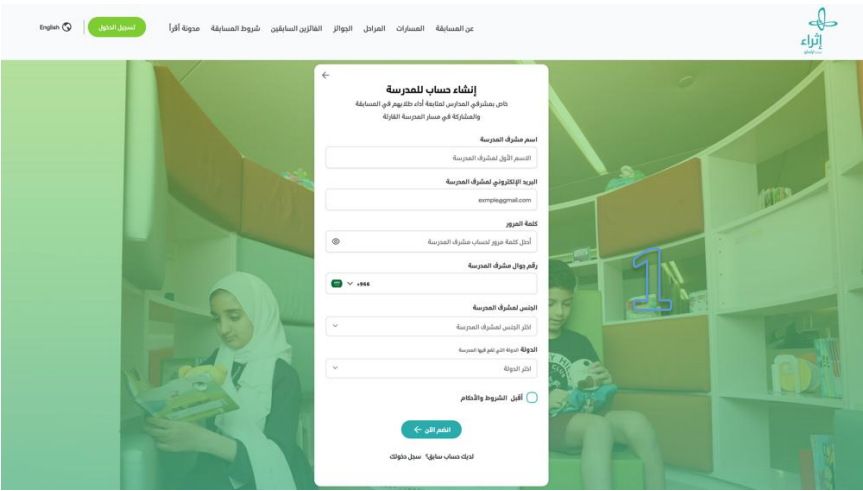 إثراء
عن المسابقة المسارات المراحل الجوائز الفائزين السابقين شروط المسابقة مدونة أقرأ
تسجيل الدخول
English
إنشاء حساب للمدرسة
خاص بمشرفي المدارس لمتابعة أداء طلابهم في المسابقة
والمشاركة في مسار المدرسة القارئة
اسم مشرف المدرسة
الاسم الأول لمشرف المدرسة
البريد الإلكتروني لمشرف المدرسة
exmple@gmail.com
كلمة المرور
أدخل كلمة مرور لحساب مشرف المدرسة
رقم جوال مشرف المدرسة
+966
الجنس لمشرف المدرسة
اختر الجنس لمشرف المدرسة
الدولة الدولة التي تقع فيها المدرسة
اختر الدولة
أقبل الشروط والأحكام
انضم الآن ←
لديك حساب سابق؟ سجل دخولك
1